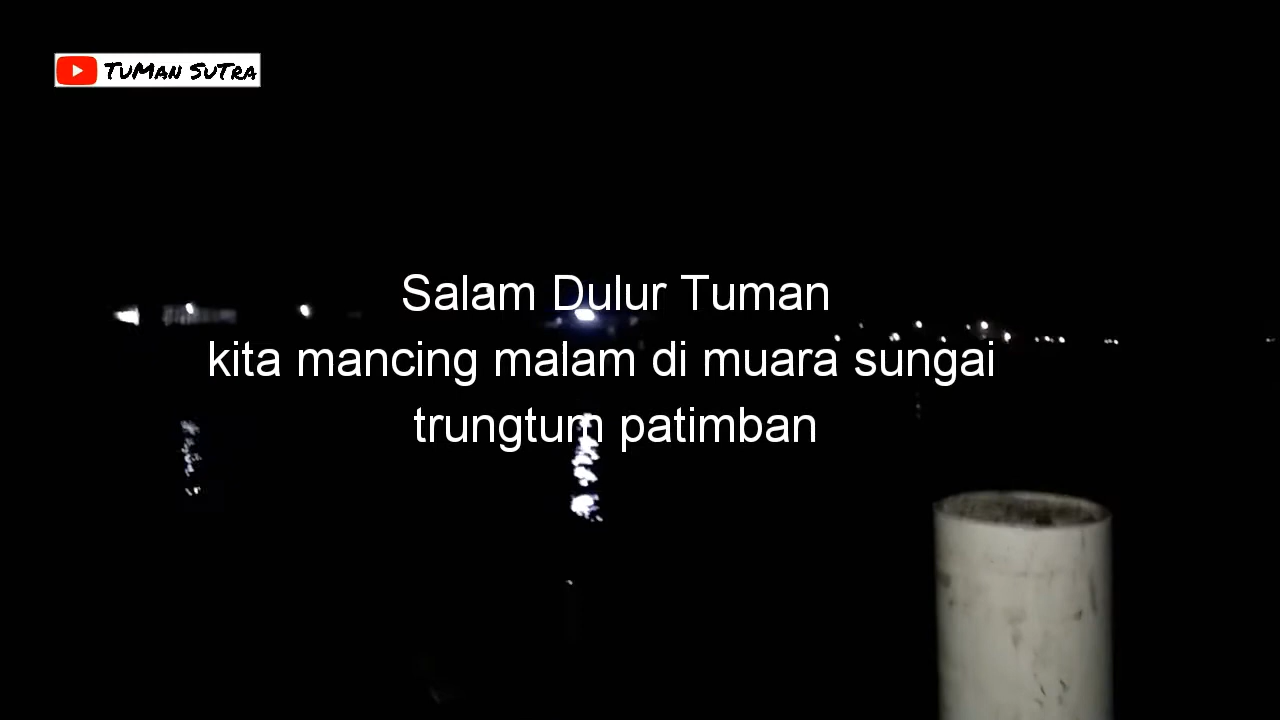 TuMan SuTra
Salam Dulur Tuman
kita mancing malam di muara sungai
trungtum patimban